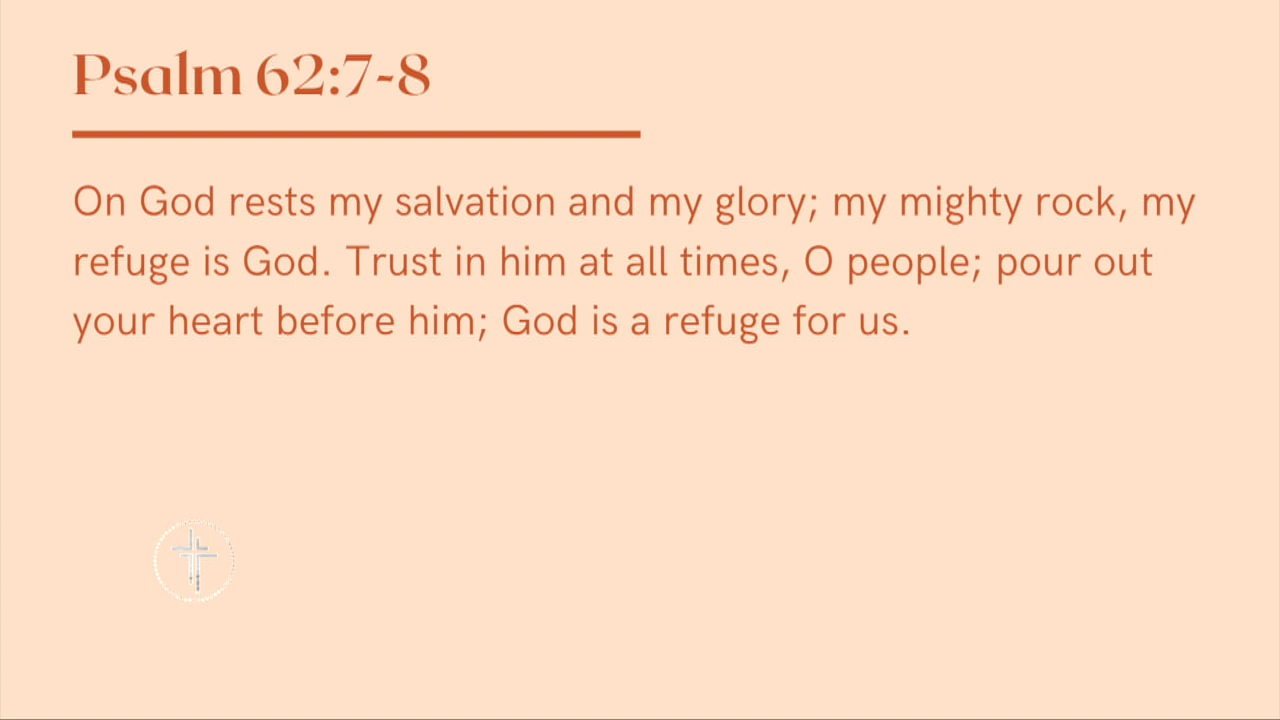 Psalm 62:7-8
On God rests my salvation and my glory; my mighty rock, my
refuge is God. Trust in him at all times, O people; pour out
your heart before him; God is a refuge for us.